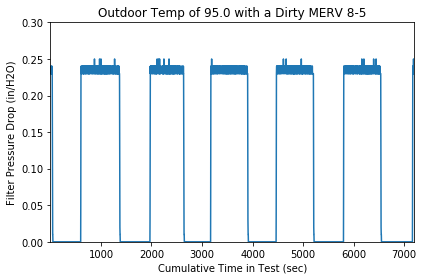 Outdoor Temp of 95.0 with a Dirty MERV 8-5
Filter Pressure Drop (in/H2O)
0.30
0.25
0.20
0.15
0.10
0.05
0.00
1000 2000 3000 4000 5000 6000 7000
Cumulative Time in Test (sec)